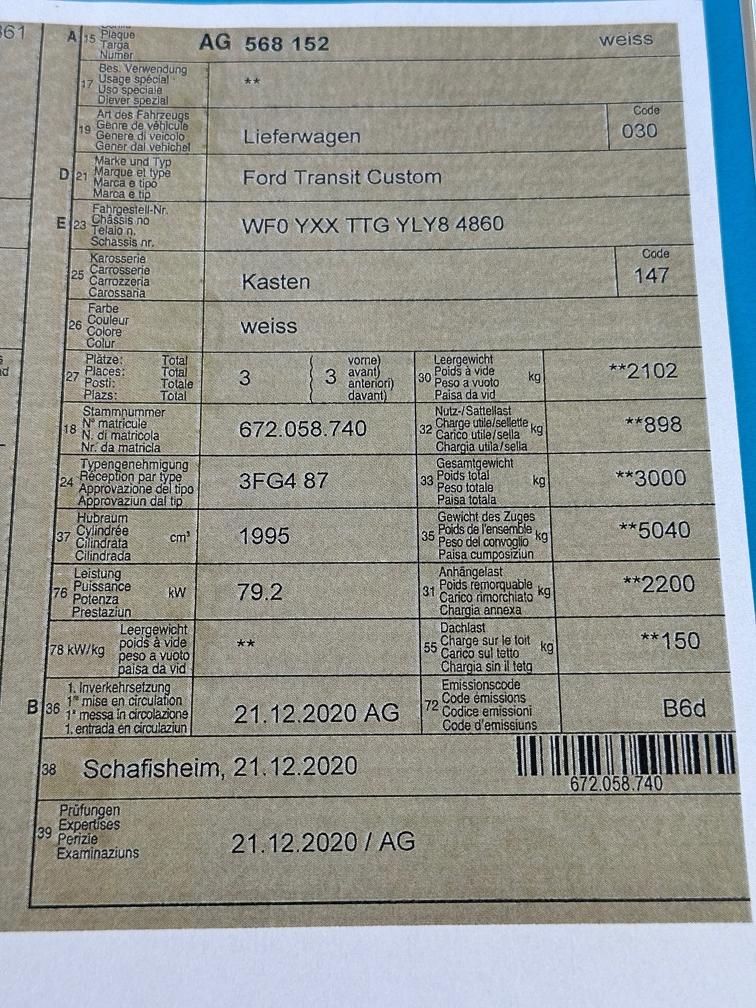 361
A 15 Plaque
Targa
Numer
AG 568 152
weiss
17 Bes. Verwendung
Usage spécial
Uso speciale
Diever spezial
**
19 Art des Fahrzeugs
Genre de véhicule
Genere di veicolo
Gener dal vehichel
Lieferwagen
Code
030
D 21 Marke und Typ
Marque et type
Marca e tipo
Marca e tip
Ford Transit Custom
E 23 Fahrgestell-Nr.
Châssis no
Telaio n.
Schassis nr.
WF0 YXX TTG YLY8 4860
25 Karosserie
Carrosserie
Carrozzeria
Carossaria
Kasten
Code
147
26 Farbe
Couleur
Colore
Colur
weiss
27 Plätze: Total
Places: Total
Posti: Totale
Plazs: Total
3
( 3 vorne)
avant)
anteriori)
davant)
30 Leergewicht
Poids à vide
Peso a vuoto
Paisa da vid
kg
**2102
18 Stammnummer
N° matricule
N. di matricola
Nr. da matricla
672.058.740
32 Nutz-/Sattellast
Charge utile/sellette
Carico utile/sella
Chargia utila/sella
kg
**898
24 Typengenehmigung
Réception par type
Approvazione del tipo
Approvaziun dal tip
3FG4 87
33 Gesamtgewicht
Poids total
Peso totale
Paisa totala
kg
**3000
37 Hubraum
Cylindrée
Cilindrata
Cilindrada
cm³
1995
35 Gewicht des Zuges
Poids de l'ensemble
Peso del convoglio
Paisa cumposiziun
kg
**5040
76 Leistung
Puissance
Potenza
Prestaziun
kW
79.2
31 Anhängelast
Poids remorquable
Carico rimorchiato
Chargia annexa
kg
**2200
78 kW/kg Leergewicht
poids à vide
peso a vuoto
paisa da vid
**
55 Dachlast
Charge sur le toit
Carico sul tetto
Chargia sin il tetg
kg
**150
B 36 1. Inverkehrsetzung
1re mise en circulation
1a messa in circolazione
1. entrada en circulaziun
21.12.2020 AG
72 Emissionscode
Code émissions
Codice emissioni
Code d'emissiuns
B6d
38 Schafisheim, 21.12.2020
672.058.740
39 Prüfungen
Expertises
Perizie
Examinaziuns
21.12.2020 / AG